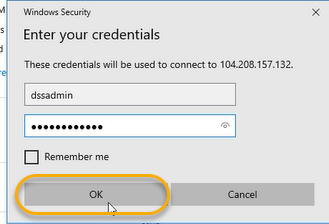 Windows Security
Enter your credentials
These credentials will be used to connect to 104.208.157.132.
dssadmin
••••••••••••
Remember me
OK
Cancel